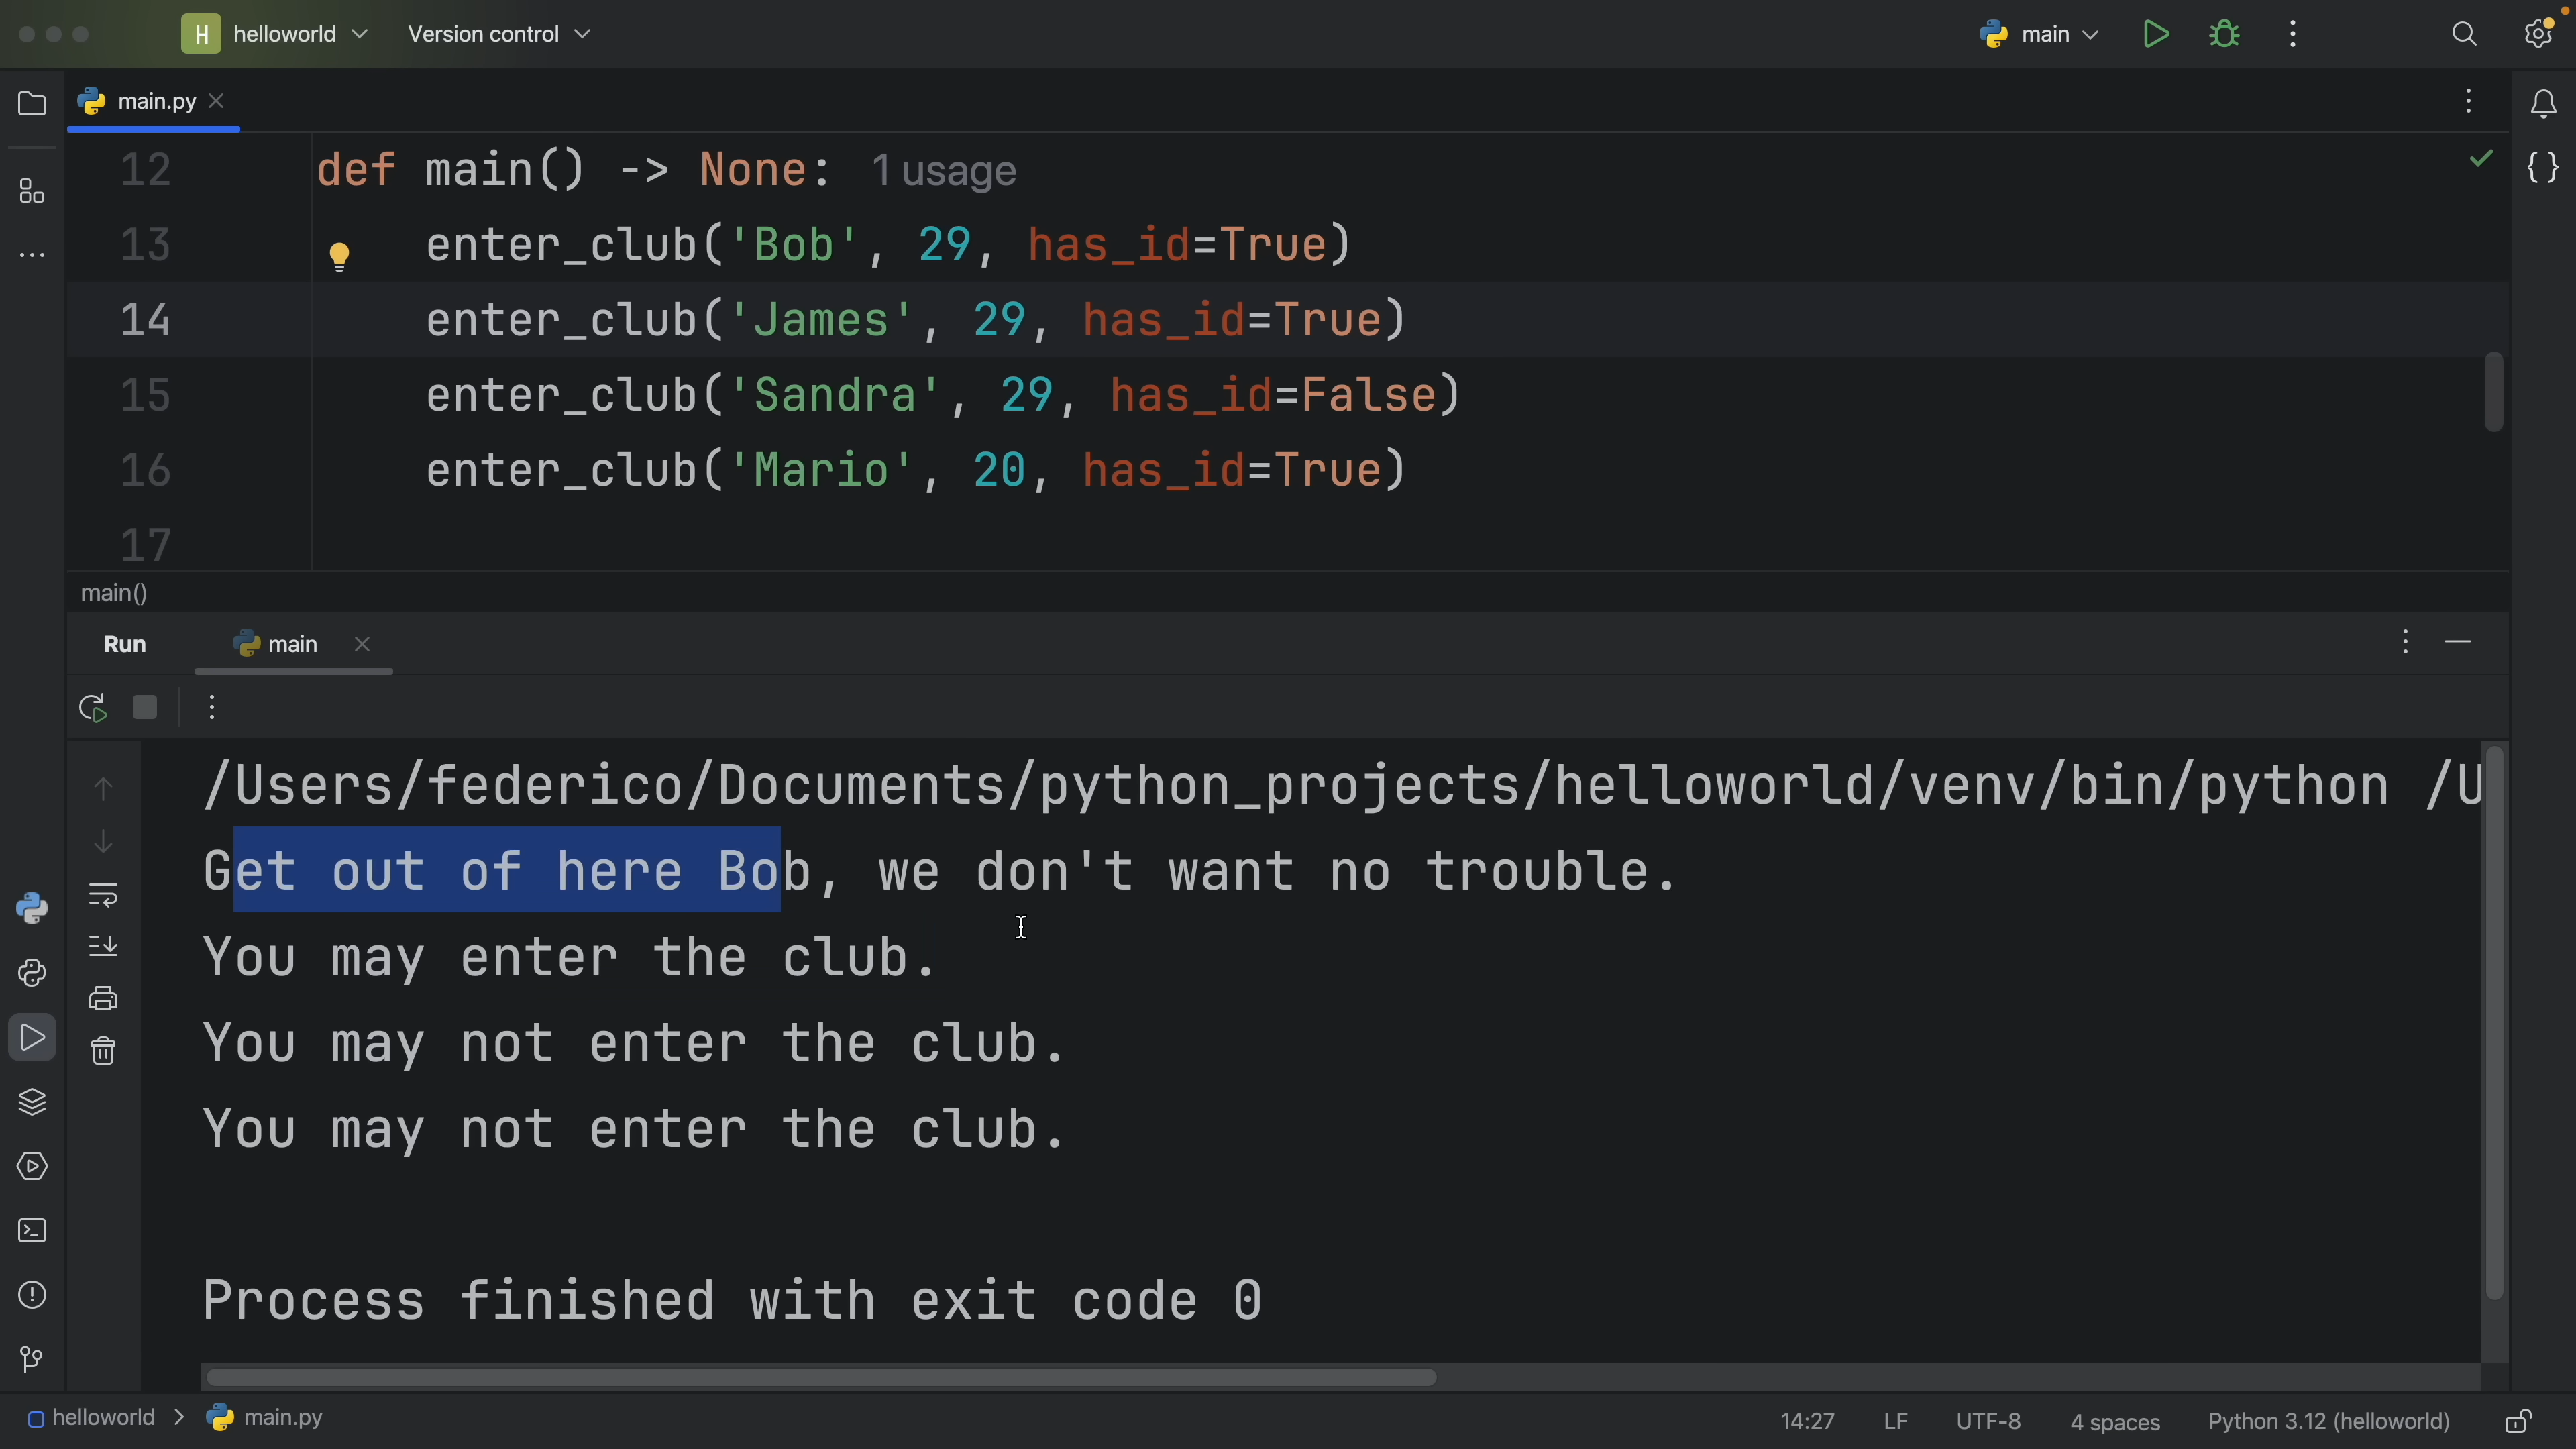 H helloworld Version control main
main.py
12 def main() -> None: 1 usage
13 enter_club('Bob', 29, has_id=True)
14 enter_club('James', 29, has_id=True)
15 enter_club('Sandra', 29, has_id=False)
16 enter_club('Mario', 20, has_id=True)
17
main()
Run main
/Users/federico/Documents/python_projects/helloworld/venv/bin/python /U
Get out of here Bob, we don't want no trouble.
You may enter the club.
You may not enter the club.
You may not enter the club.
Process finished with exit code 0
helloworld > main.py 14:27 LF UTF-8 4 spaces Python 3.12 (helloworld)